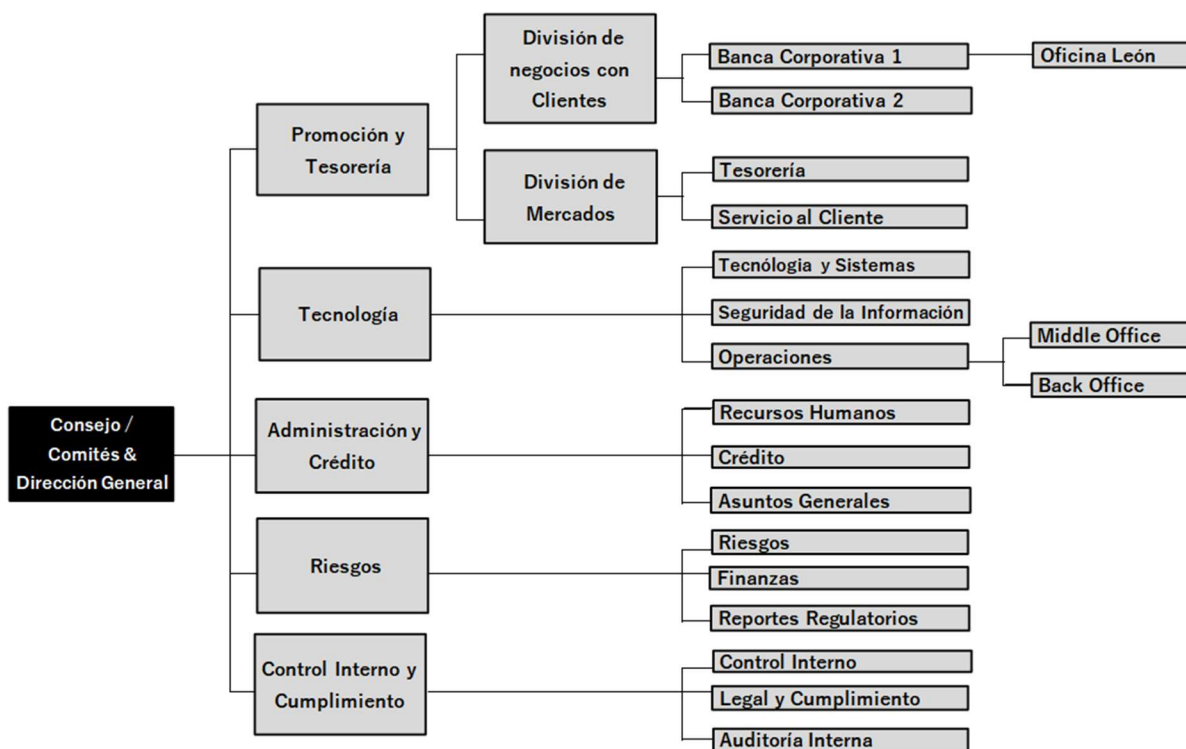 Consejo /
Comités &
Dirección General
Promoción y
Tesorería
División de
negocios con
Clientes
Banca Corporativa 1
Oficina León
Banca Corporativa 2
División de
Mercados
Tesorería
Servicio al Cliente
Tecnología
Tecnólogia y Sistemas
Seguridad de la Información
Operaciones
Middle Office
Back Office
Administración y
Crédito
Recursos Humanos
Crédito
Asuntos Generales
Riesgos
Riesgos
Finanzas
Reportes Regulatorios
Control Interno y
Cumplimiento
Control Interno
Legal y Cumplimiento
Auditoría Interna